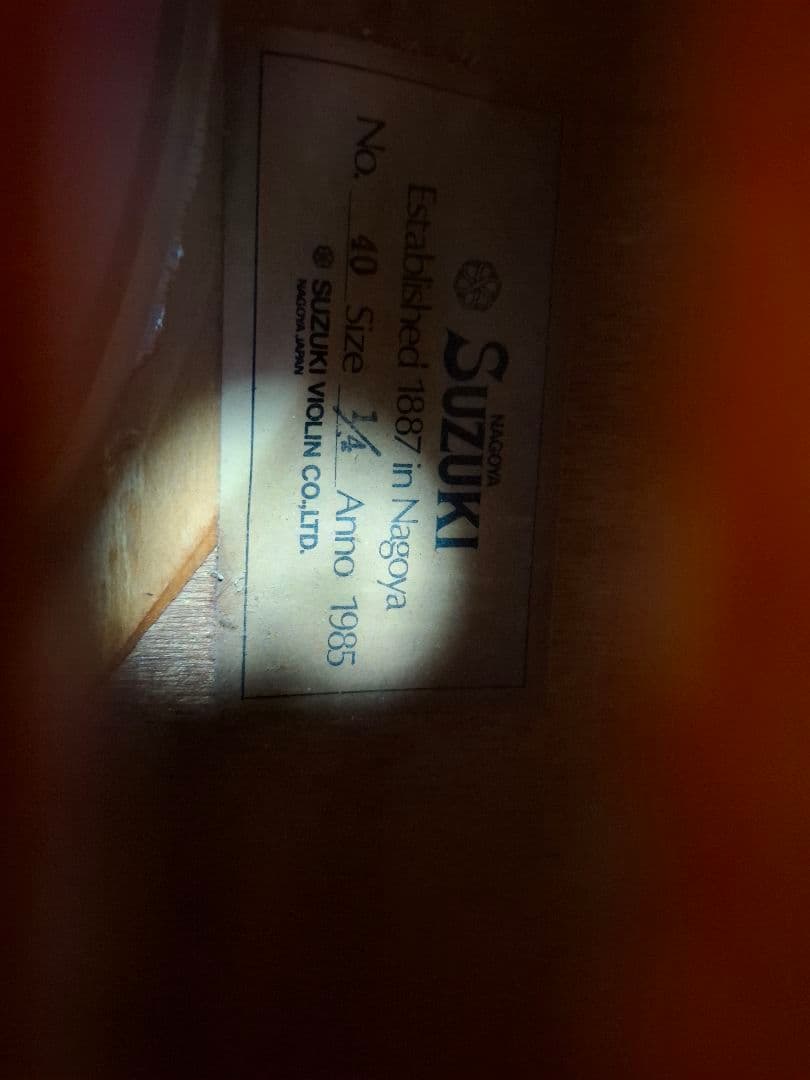 NAGOYA
SUZUKI
Established 1887 in Nagoya
No. 40 Size 1/4 Anno 1985
SUZUKI VIOLIN CO.,LTD.
NAGOYA JAPAN